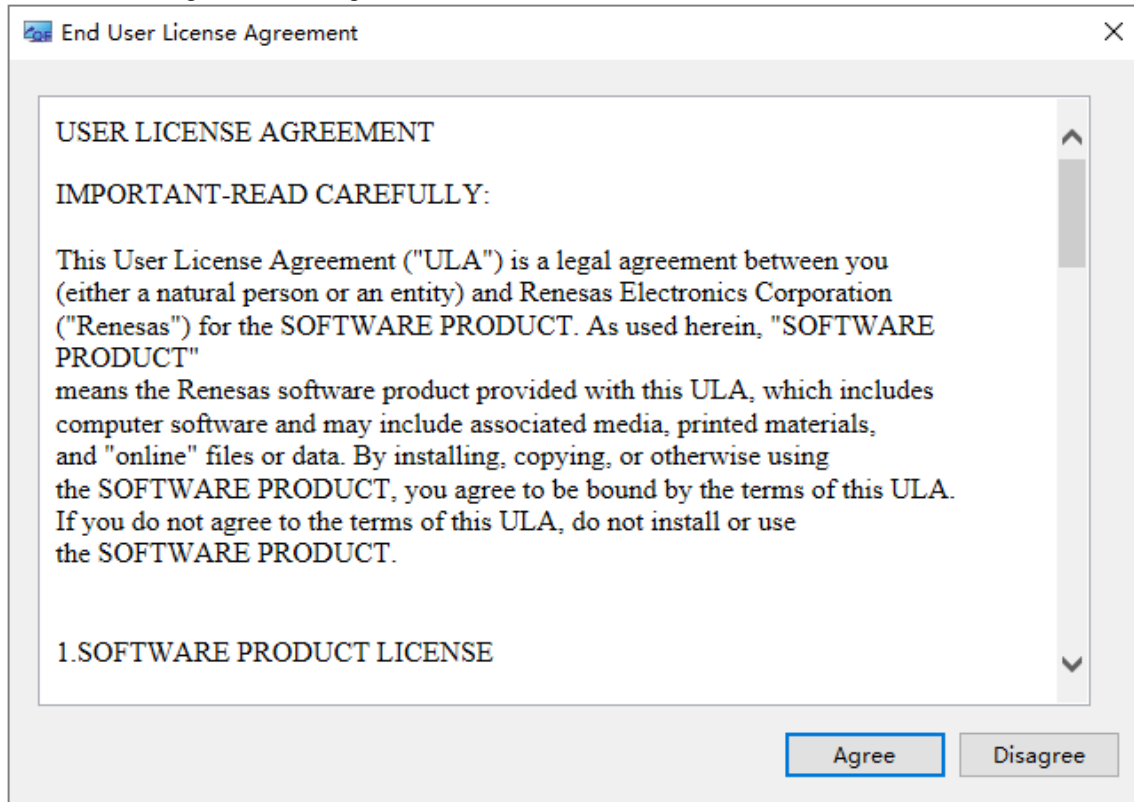 End User License Agreement
USER LICENSE AGREEMENT
IMPORTANT-READ CAREFULLY:
This User License Agreement ("ULA") is a legal agreement between you
(either a natural person or an entity) and Renesas Electronics Corporation
("Renesas") for the SOFTWARE PRODUCT. As used herein, "SOFTWARE
PRODUCT"
means the Renesas software product provided with this ULA, which includes
computer software and may include associated media, printed materials,
and "online" files or data. By installing, copying, or otherwise using
the SOFTWARE PRODUCT, you agree to be bound by the terms of this ULA.
If you do not agree to the terms of this ULA, do not install or use
the SOFTWARE PRODUCT.
1.SOFTWARE PRODUCT LICENSE
Agree
Disagree